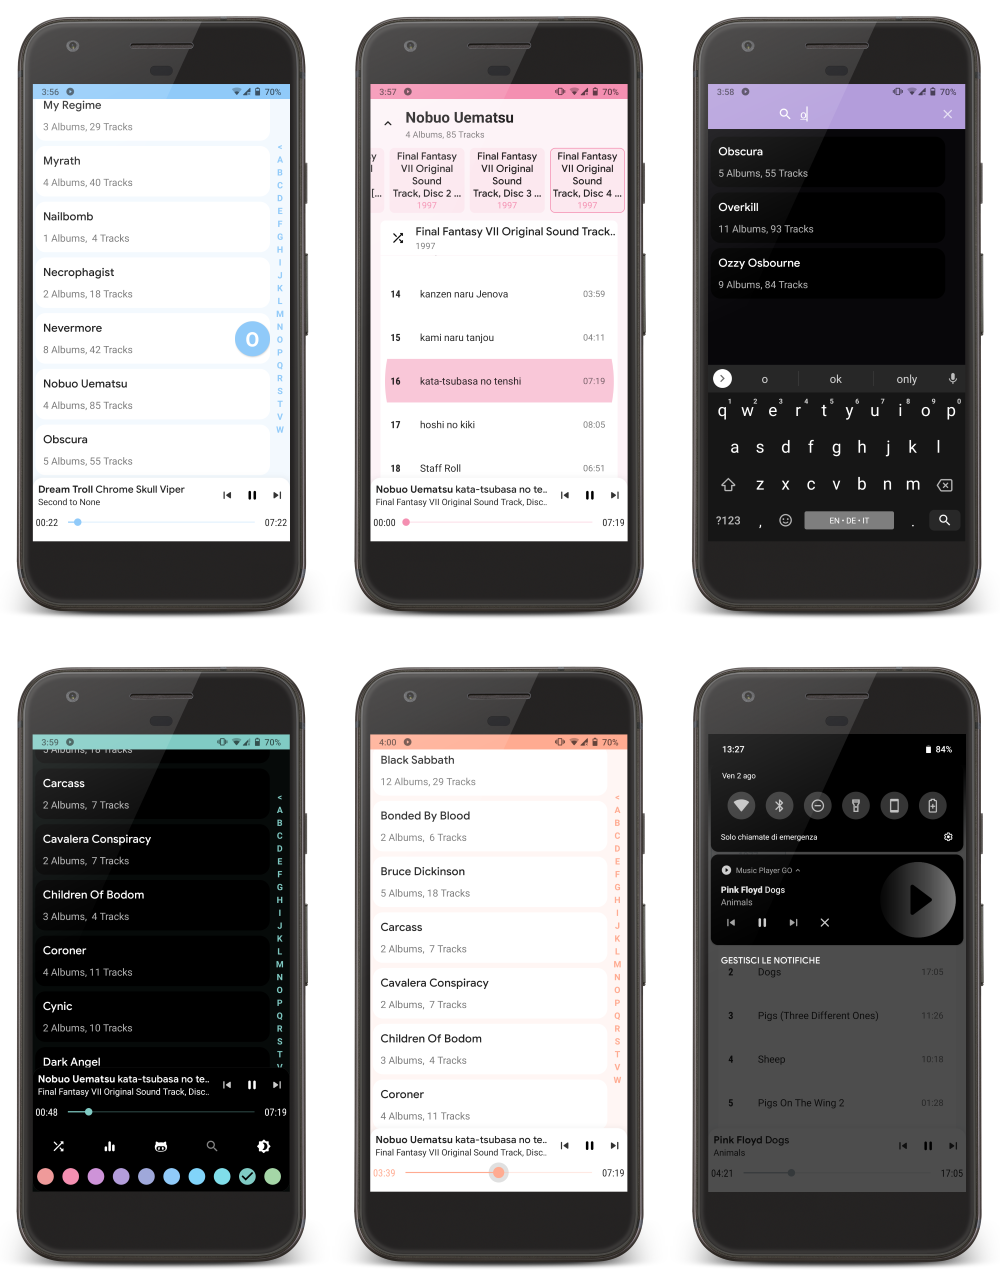 3:56
70%
My Regime
3 Albums, 29 Tracks
Myrath
4 Albums, 40 Tracks
Nailbomb
1 Albums, 4 Tracks
Necrophagist
2 Albums, 18 Tracks
Nevermore
8 Albums, 42 Tracks
O
Nobuo Uematsu
4 Albums, 85 Tracks
Obscura
5 Albums, 55 Tracks
<
A
B
C
D
E
F
G
H
I
J
K
L
M
N
O
P
Q
R
S
T
V
W
Dream Troll Chrome Skull Viper
Second to None
00:22
07:22
3:57
70%
Nobuo Uematsu
4 Albums, 85 Tracks
Final Fantasy
VII Original
Sound
Track, Disc 2 ...
1997
Final Fantasy
VII Original
Sound
Track, Disc 3 ...
1997
Final Fantasy
VII Original
Sound
Track, Disc 4 ...
1997
Final Fantasy VII Original Sound Track..
1997
14 kanzen naru Jenova 03:59
15 kami naru tanjou 04:11
16 kata-tsubasa no tenshi 07:19
17 hoshi no kiki 08:05
18 Staff Roll 06:51
Nobuo Uematsu kata-tsubasa no te..
Final Fantasy VII Original Sound Track, Disc..
00:00
07:19
3:58
70%
o
Obscura
5 Albums, 55 Tracks
Overkill
11 Albums, 93 Tracks
Ozzy Osbourne
9 Albums, 84 Tracks
o ok only
1 2 3 4 5 6 7 8 9 0
q w e r t y u i o p
a s d f g h j k l
z x c v b n m
?123 , EN • DE • IT .
3:59
70%
5 Albums, 16 Tracks
Carcass
2 Albums, 7 Tracks
Cavalera Conspiracy
2 Albums, 7 Tracks
Children Of Bodom
3 Albums, 4 Tracks
Coroner
4 Albums, 11 Tracks
Cynic
2 Albums, 10 Tracks
Dark Angel
<
A
B
C
D
E
F
G
H
I
J
K
L
M
N
O
P
Q
R
S
T
V
Nobuo Uematsu kata-tsubasa no te..
Final Fantasy VII Original Sound Track, Disc..
00:48
07:19
4:00
70%
Black Sabbath
12 Albums, 29 Tracks
Bonded By Blood
2 Albums, 6 Tracks
Bruce Dickinson
5 Albums, 18 Tracks
Carcass
2 Albums, 7 Tracks
Cavalera Conspiracy
2 Albums, 7 Tracks
Children Of Bodom
3 Albums, 4 Tracks
Coroner
4 Albums, 11 Tracks
<
A
B
C
D
E
F
G
H
I
J
K
L
M
N
O
P
Q
R
S
T
V
W
Nobuo Uematsu kata-tsubasa no te..
Final Fantasy VII Original Sound Track, Disc..
03:39
07:19
13:27
84%
Ven 2 ago
Solo chiamate di emergenza
Music Player GO
Pink Floyd Dogs
Animals
GESTISCI LE NOTIFICHE
2 Dogs 17:05
3 Pigs (Three Different Ones) 11:26
4 Sheep 10:18
5 Pigs On The Wing 2 01:28
Pink Floyd Dogs
Animals
04:21
17:05